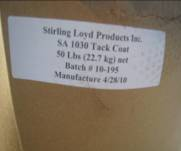 Stirling Loyd Products Inc.
SA 1030 Tack Coat
50 Lbs (22.7 kg) net
Batch # 10-195
Manufacture 4/28/10